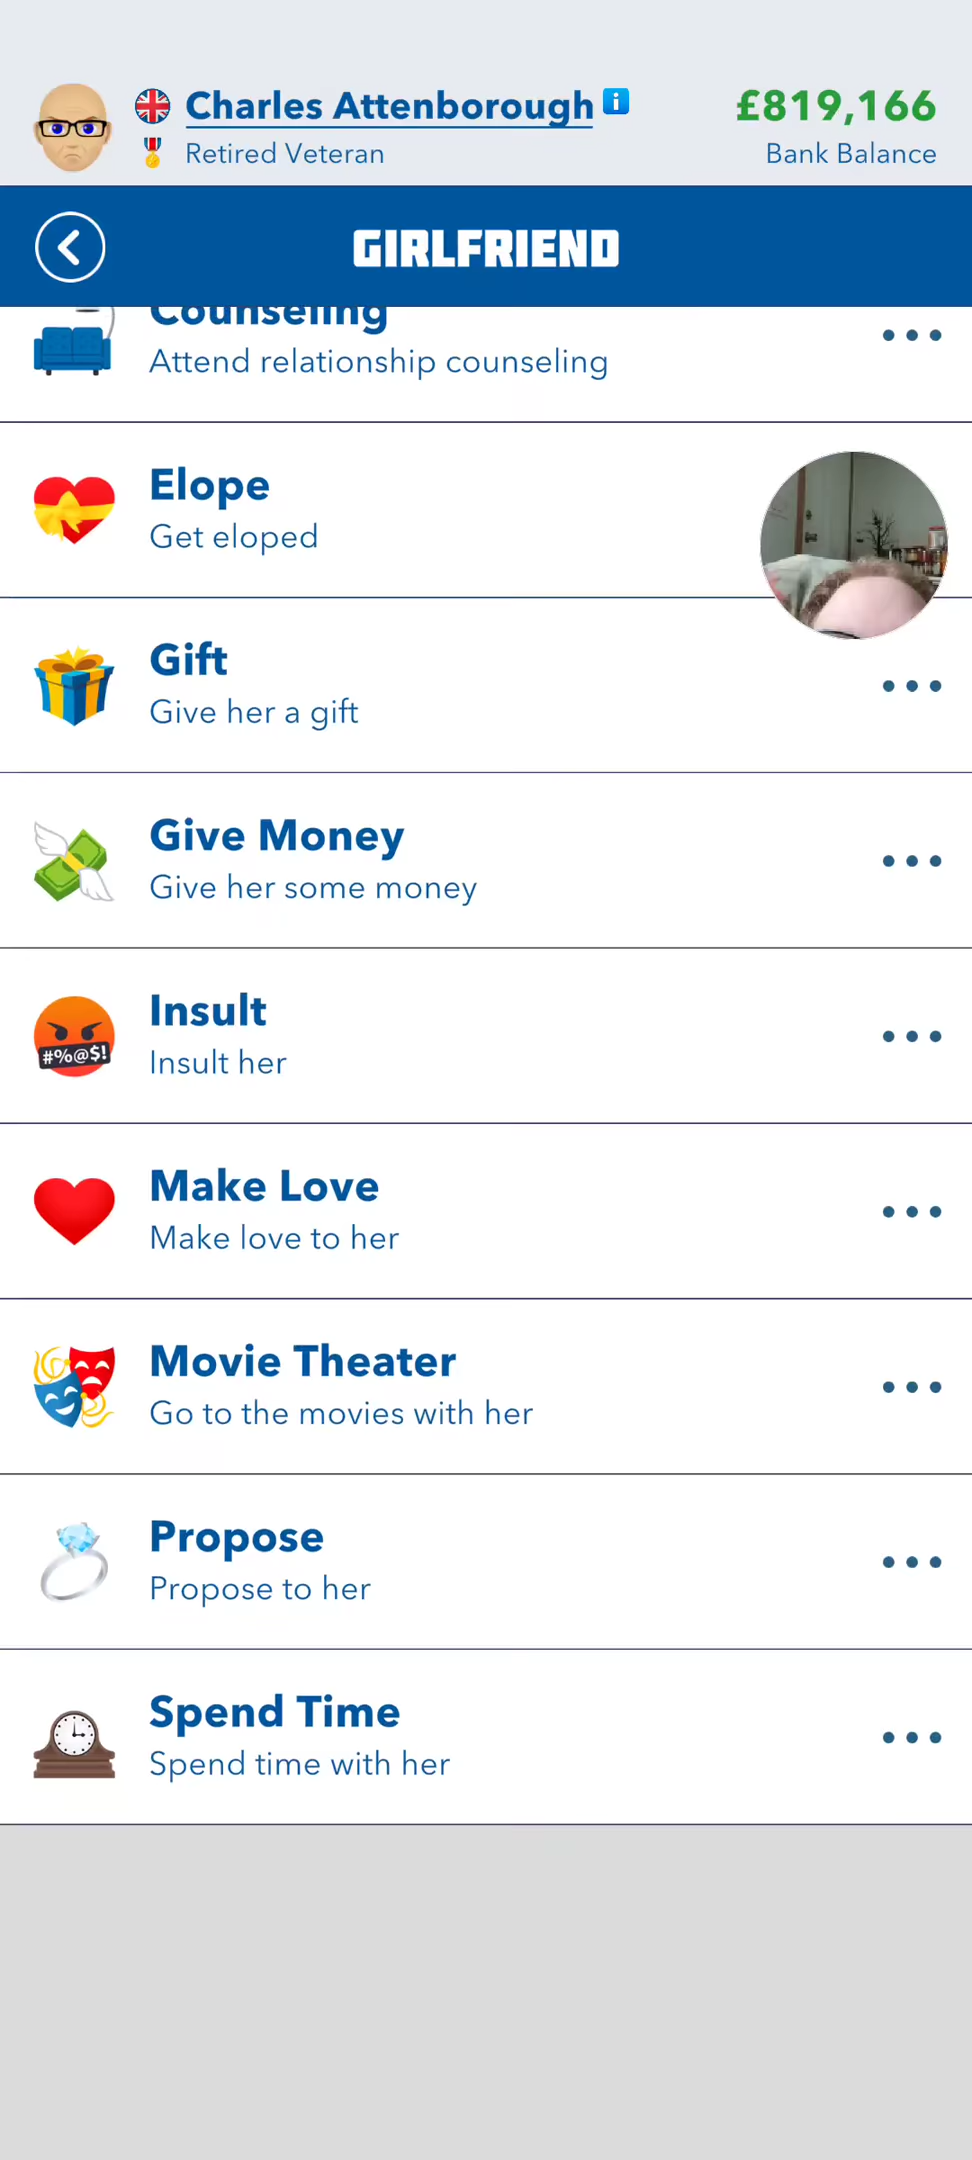 Charles Attenborough
£819,166
Retired Veteran
Bank Balance
GIRLFRIEND
Counseling
Attend relationship counseling
Elope
Get eloped
Gift
Give her a gift
Give Money
Give her some money
Insult
#%@$!
Insult her
Make Love
Make love to her
Movie Theater
Go to the movies with her
Propose
Propose to her
Spend Time
Spend time with her